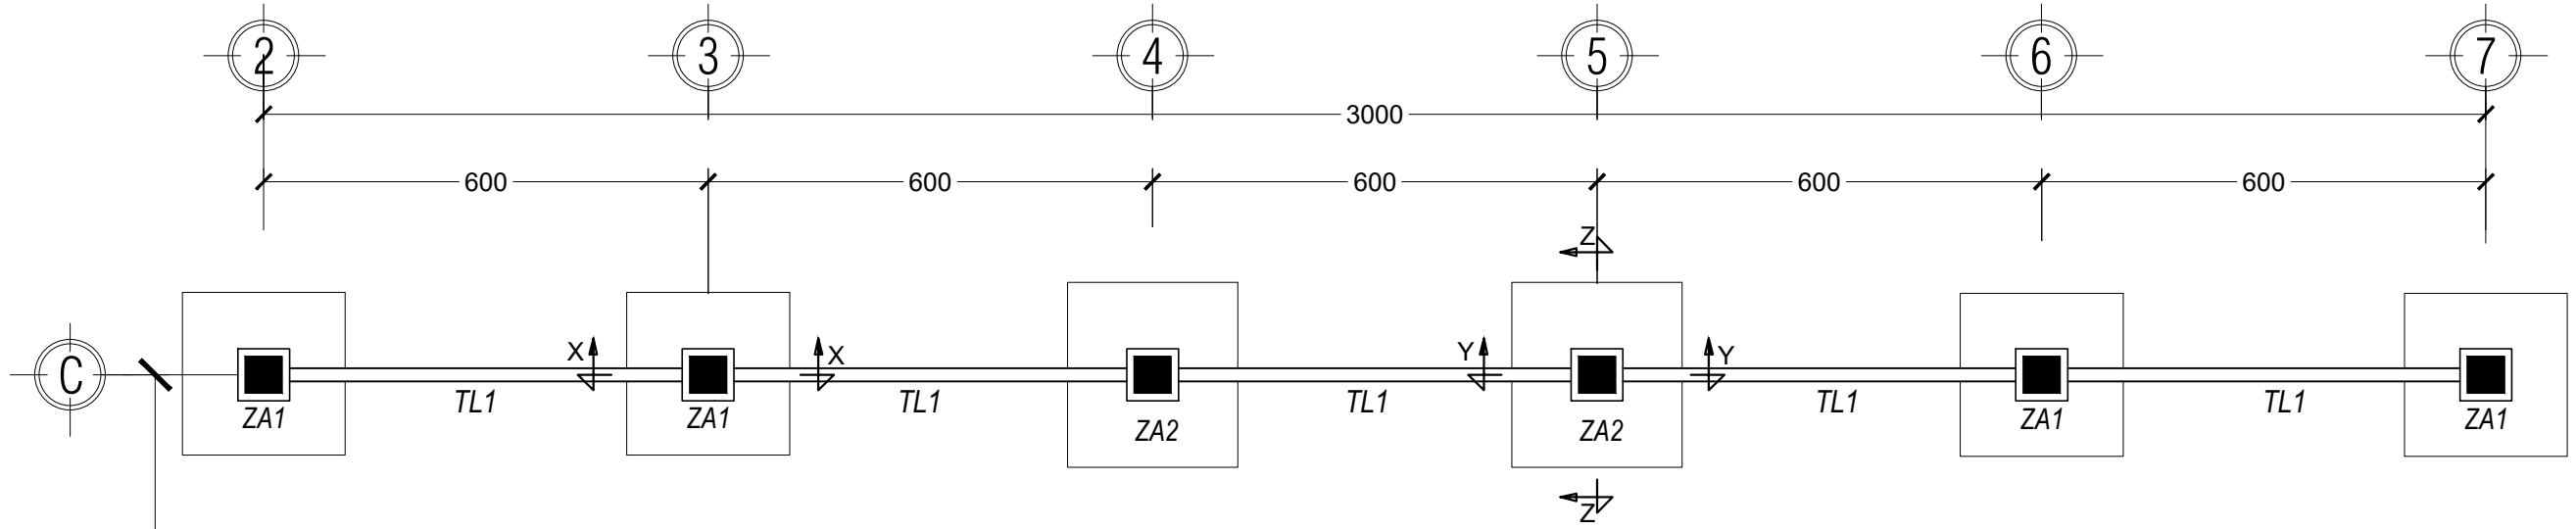 2 3 4 5 6 7
3000
600 600 600 600 600
Z
X X Y Y
C
TL1 TL1 TL1 TL1 TL1
ZA1 ZA1 ZA2 ZA2 ZA1 ZA1
Z